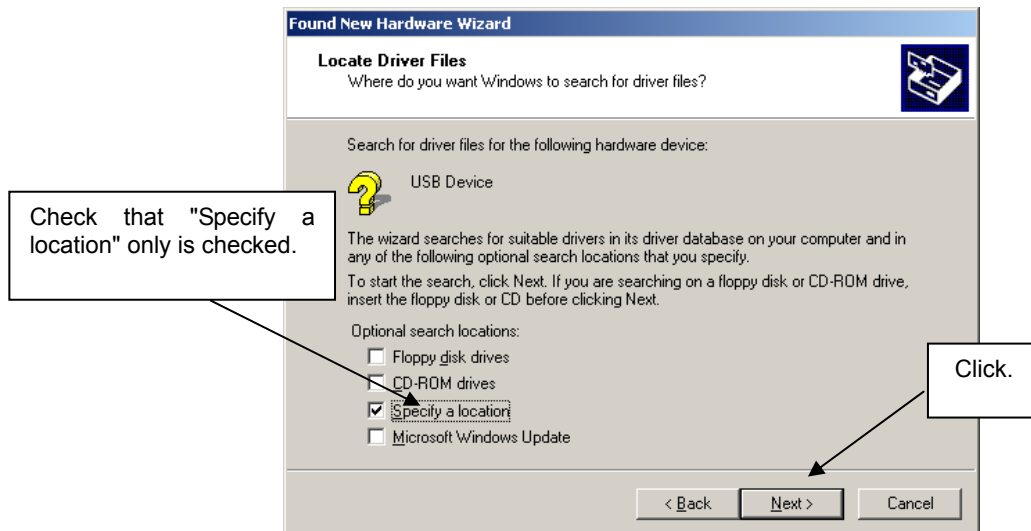 Found New Hardware Wizard
Locate Driver Files
Where do you want Windows to search for driver files?
Search for driver files for the following hardware device:
USB Device
Check that "Specify a
location" only is checked.
The wizard searches for suitable drivers in its driver database on your computer and in
any of the following optional search locations that you specify.
To start the search, click Next. If you are searching on a floppy disk or CD-ROM drive,
insert the floppy disk or CD before clicking Next.
Optional search locations:
Floppy disk drives
CD-ROM drives
Specify a location
Microsoft Windows Update
Click.
< Back
Next >
Cancel